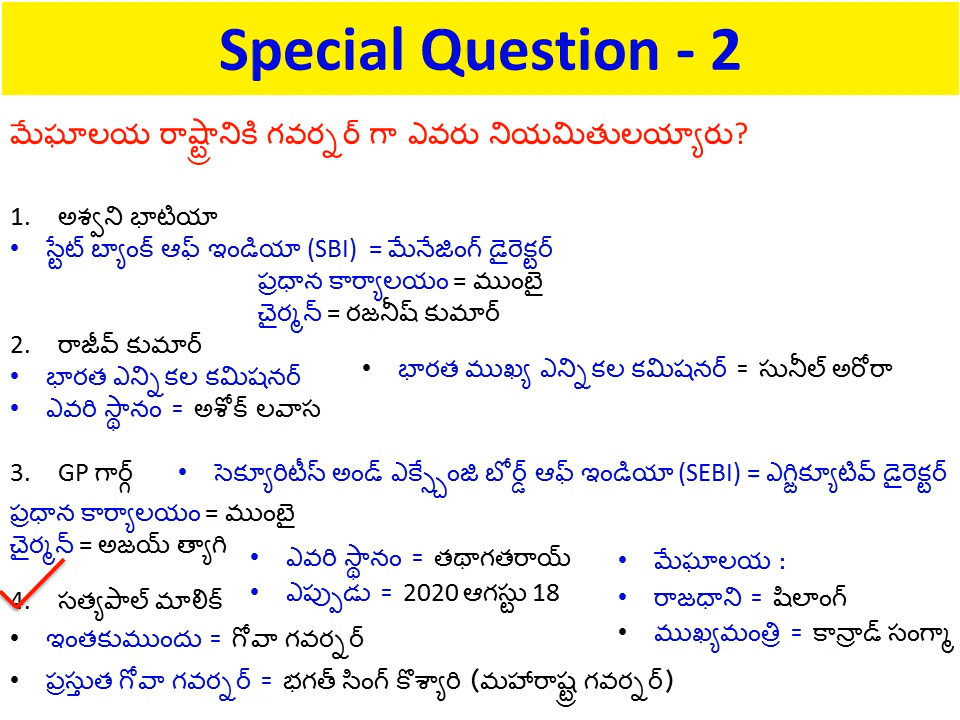 Special Question - 2
మేఘాలయ రాష్ట్రానికి గవర్నర్ గా ఎవరు నియమితులయ్యారు?
1. అశ్వని భాటియా
• స్టేట్ బ్యాంక్ ఆఫ్ ఇండియా (SBI) = మేనేజింగ్ డైరెక్టర్
ప్రధాన కార్యాలయం = ముంబై
చైర్మన్ = రజనీష్ కుమార్
2. రాజీవ్ కుమార్
• భారత ఎన్నికల కమిషనర్
• భారత ముఖ్య ఎన్నికల కమిషనర్ = సునీల్ అరోరా
• ఎవరి స్థానం = అశోక్ లవాస
3. GP గార్గ్
• సెక్యూరిటీస్ అండ్ ఎక్స్ఛేంజి బోర్డ్ ఆఫ్ ఇండియా (SEBI) = ఎగ్జిక్యూటివ్ డైరెక్టర్
ప్రధాన కార్యాలయం = ముంబై
చైర్మన్ = అజయ్ త్యాగి
4. సత్యపాల్ మాలిక్
• ఎవరి స్థానం = తథాగతరాయ్
• ఎప్పుడు = 2020 ఆగస్టు 18
• మేఘాలయ :
• రాజధాని = షిలాంగ్
• ముఖ్యమంత్రి = కాన్రాడ్ సంగ్మా
• ఇంతకుముందు = గోవా గవర్నర్
• ప్రస్తుత గోవా గవర్నర్ = భగత్ సింగ్ కొశ్యారి (మహారాష్ట్ర గవర్నర్)